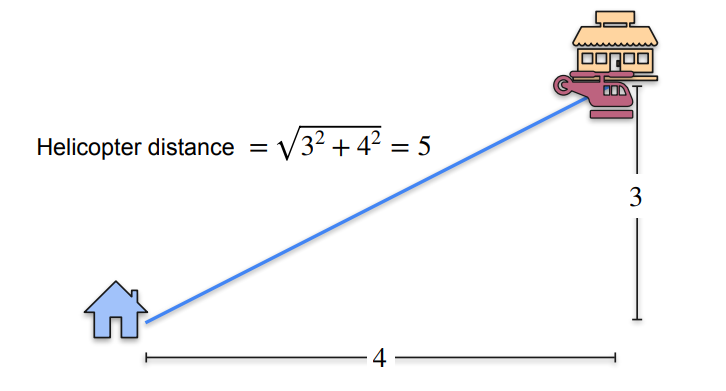 Helicopter distance = √3² + 4² = 5
3
4